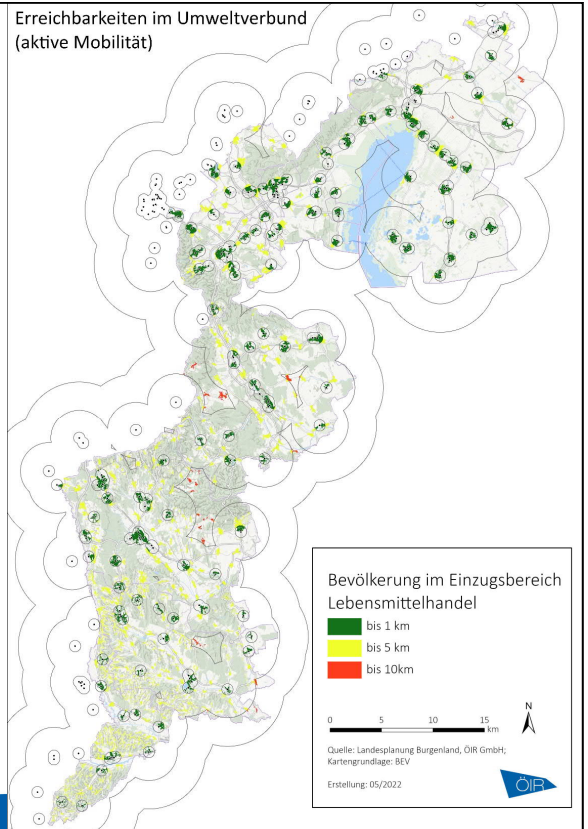 Erreichbarkeiten im Umweltverbund
(aktive Mobilität)
Bevölkerung im Einzugsbereich
Lebensmittelhandel
bis 1 km
bis 5 km
bis 10km
N
0 5 10 15
km
Quelle: Landesplanung Burgenland, ÖIR GmbH;
Kartengrundlage: BEV
Erstellung: 05/2022
ÖIR